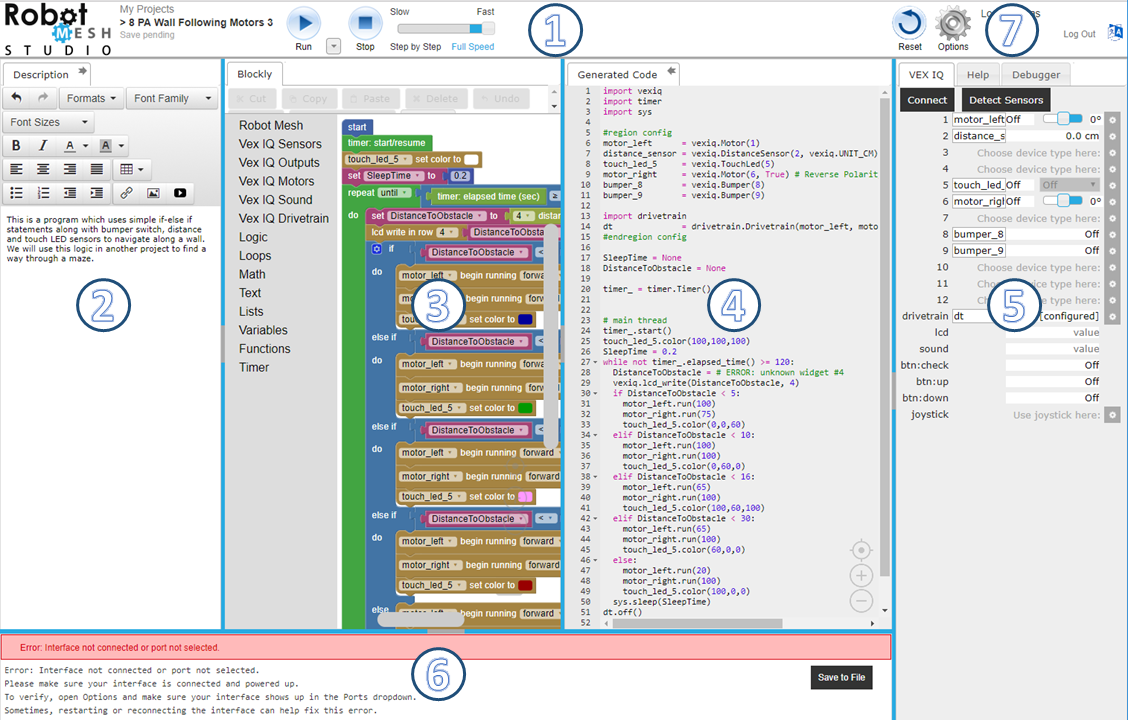 Robot MESH STUDIO
My Projects
> 8 PA Wall Following Motors 3
Save pending
Run
Stop
Slow Fast
Step by Step Full Speed
1
Reset
Options
7
Log Out
Description
Formats Font Family
Font Sizes
B I A A
This is a program which uses simple if-else if
statements along with bumper switch, distance
and touch LED sensors to navigate along a wall.
We will use this logic in another project to find a
way through a maze.
2
Blockly
Cut Copy Paste Delete Undo
Robot Mesh
Vex IQ Sensors
Vex IQ Outputs
Vex IQ Motors
Vex IQ Sound
Vex IQ Drivetrain
Logic
Loops
Math
Text
Lists
Variables
Functions
Timer
start
timer: start/resume
touch_led_5 set color to
set SleepTime to 0.2
repeat until timer: elapsed time (sec) ≥
do set DistanceToObstacle to 4 distan
lcd write in row 4 DistanceToObsta
if DistanceToObstacle <
do motor_left begin running forward
set color to
3
else if DistanceToObstacle <
do motor_left begin running forwa
motor_right begin running forwa
touch_led_5 set color to
else if DistanceToObstacle <
do motor_left begin running forward
motor_right begin running forward
touch_led_5 set color to
else if DistanceToObstacle <
do motor_left begin running forward
motor_right begin running forward
touch_led_5 set color to
else motor_left begin running forward
Generated Code
1 import vexiq
2 import timer
3 import sys
4
5 #region config
6 motor_left = vexiq.Motor(1)
7 distance_sensor = vexiq.DistanceSensor(2, vexiq.UNIT_CM)
8 touch_led_5 = vexiq.TouchLed(5)
9 motor_right = vexiq.Motor(6, True) # Reverse Polarit
10 bumper_8 = vexiq.Bumper(8)
11 bumper_9 = vexiq.Bumper(9)
12
13 import drivetrain
14 dt = drivetrain.Drivetrain(motor_left, moto
15 #endregion config
16
17 SleepTime = None
18 DistanceToObstacle = None
19
20 timer_ = timer.Timer()
21
22
23 # main thread
24 timer_.start()
25 touch_led_5.color(100,100,100)
26 SleepTime = 0.2
27 while not timer_.elapsed_time() >= 120:
28 DistanceToObstacle = # ERROR: unknown widget #4
29 vexiq.lcd_write(DistanceToObstacle, 4)
30 if DistanceToObstacle < 5:
31 motor_left.run(100)
32 motor_right.run(75)
33 touch_led_5.color(0,0,60)
34 elif DistanceToObstacle < 10:
35 motor_left.run(100)
36 motor_right.run(100)
37 touch_led_5.color(0,60,0)
38 elif DistanceToObstacle < 16:
39 motor_left.run(65)
40 motor_right.run(100)
41 touch_led_5.color(100,60,100)
42 elif DistanceToObstacle < 30:
43 motor_left.run(65)
44 motor_right.run(100)
45 touch_led_5.color(60,0,0)
46 else:
47 motor_left.run(20)
48 motor_right.run(100)
49 touch_led_5.color(100,0,0)
50 sys.sleep(SleepTime)
51 dt.off()
52
4
VEX IQ Help Debugger
Connect Detect Sensors
1 motor_left Off 0°
2 distance_s 0.0 cm
3 Choose device type here:
4 Choose device type here:
5 touch_led_ Off Off
6 motor_righ Off 0°
7 Choose device type here:
8 bumper_8 Off
9 bumper_9 Off
10 Choose device type here:
11 Choose device type here:
12 Choose device type here:
drivetrain dt [configured]
lcd value
sound value
btn:check Off
btn:up Off
btn:down Off
joystick Use joystick here:
5
Error: Interface not connected or port not selected.
Error: Interface not connected or port not selected.
Please make sure your interface is connected and powered up.
To verify, open Options and make sure your interface shows up in the Ports dropdown.
Sometimes, restarting or reconnecting the interface can help fix this error.
6
Save to File